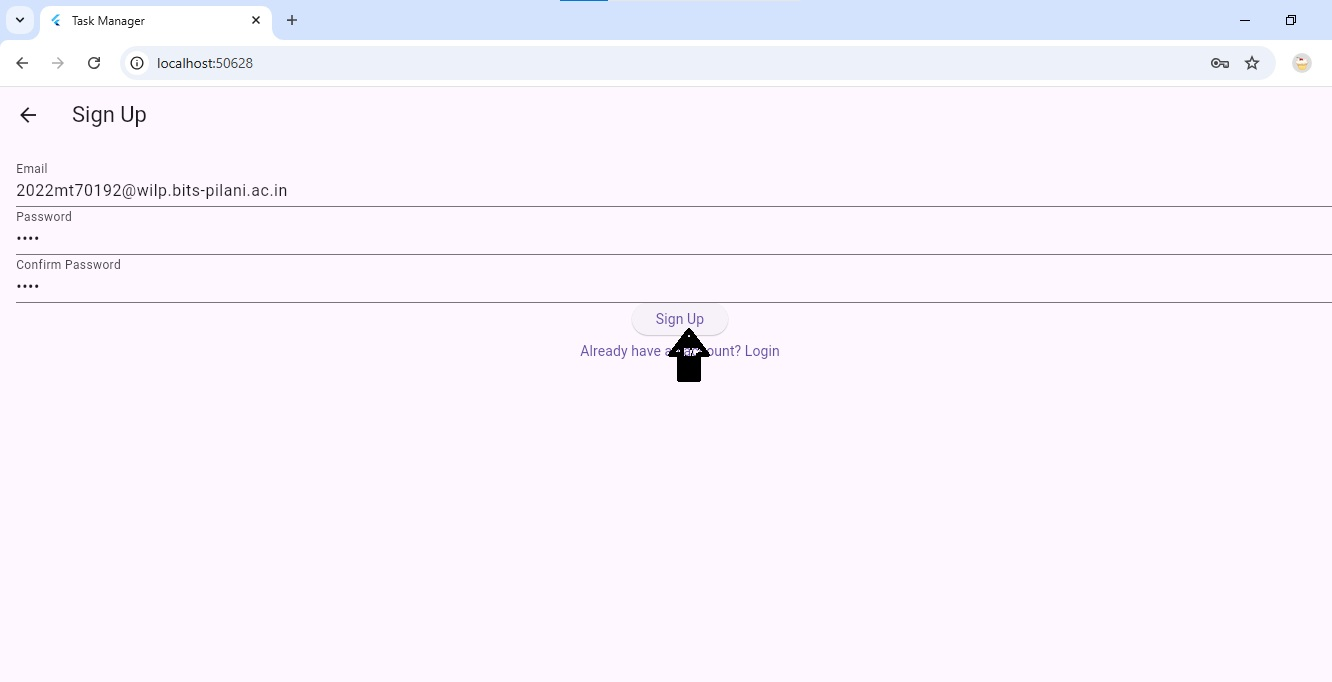 Task Manager
localhost:50628
Sign Up
Email
2022mt70192@wilp.bits-pilani.ac.in
Password
••••
Confirm Password
••••
Sign Up
Already have a ount? Login